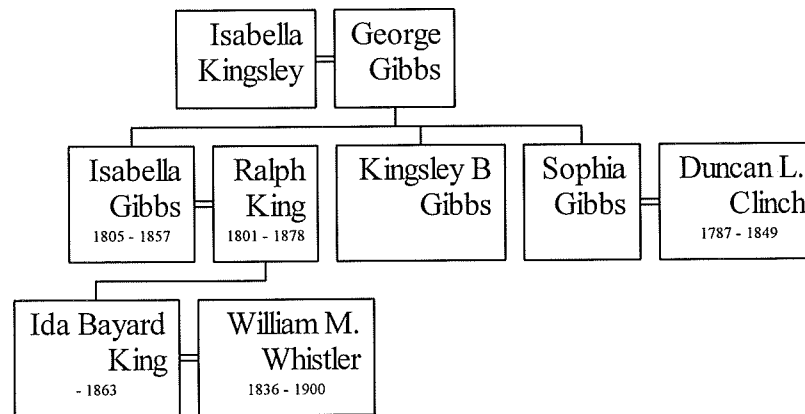 Isabella
Kingsley
George
Gibbs
Isabella
Gibbs
1805 - 1857
Ralph
King
1801 - 1878
Kingsley B
Gibbs
Sophia
Gibbs
Duncan L.
Clinch
1787 - 1849
Ida Bayard
King
- 1863
William M.
Whistler
1836 - 1900